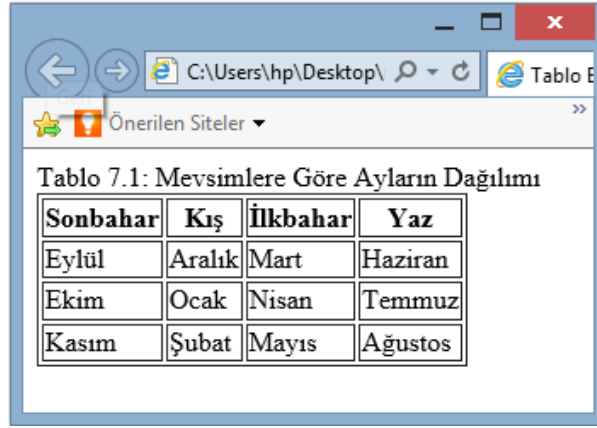 C:\Users\hp\Desktop\
Tablo E
Geri
Önerilen Siteler
Tablo 7.1: Mevsimlere Göre Ayların Dağılımı
Sonbahar Kış İlkbahar Yaz
Eylül Aralık Mart Haziran
Ekim Ocak Nisan Temmuz
Kasım Şubat Mayıs Ağustos